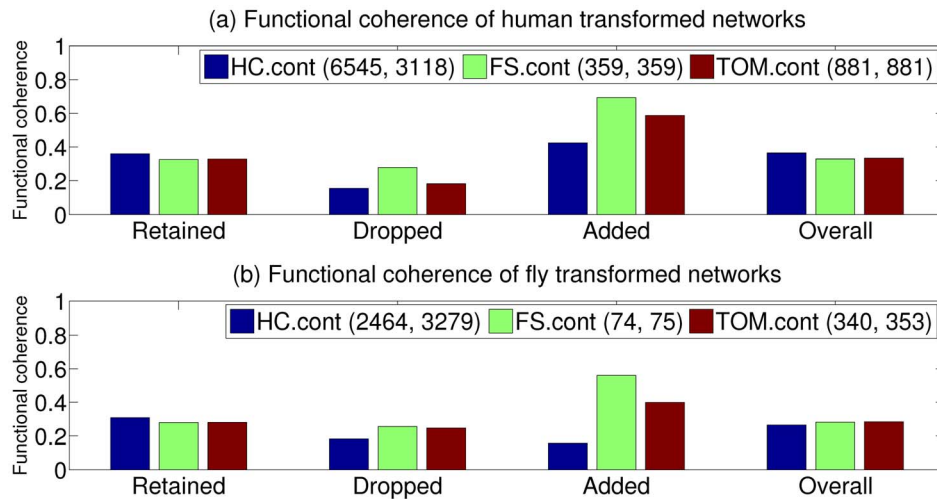 (a) Functional coherence of human transformed networks
Functional coherence
1
0.8
0.6
0.4
0.2
0
HC.cont (6545, 3118) FS.cont (359, 359) TOM.cont (881, 881)
Retained Dropped Added Overall
(b) Functional coherence of fly transformed networks
Functional coherence
1
0.8
0.6
0.4
0.2
0
HC.cont (2464, 3279) FS.cont (74, 75) TOM.cont (340, 353)
Retained Dropped Added Overall